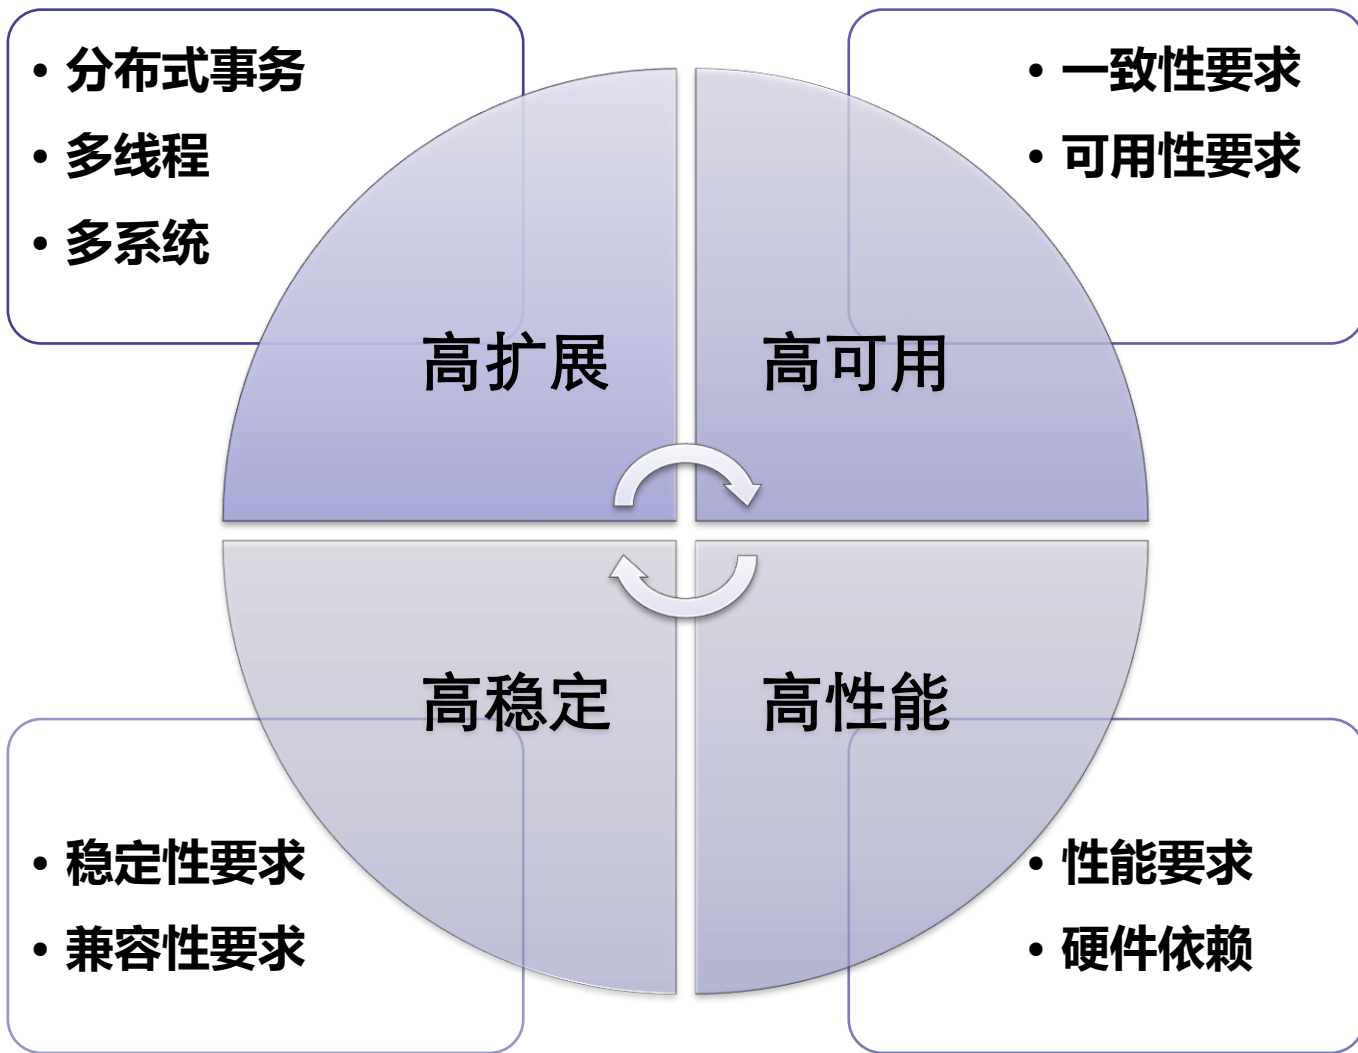 • 分布式事务
• 多线程
• 多系统
高扩展
• 一致性要求
• 可用性要求
高可用
高稳定
• 稳定性要求
• 兼容性要求
高性能
• 性能要求
• 硬件依赖